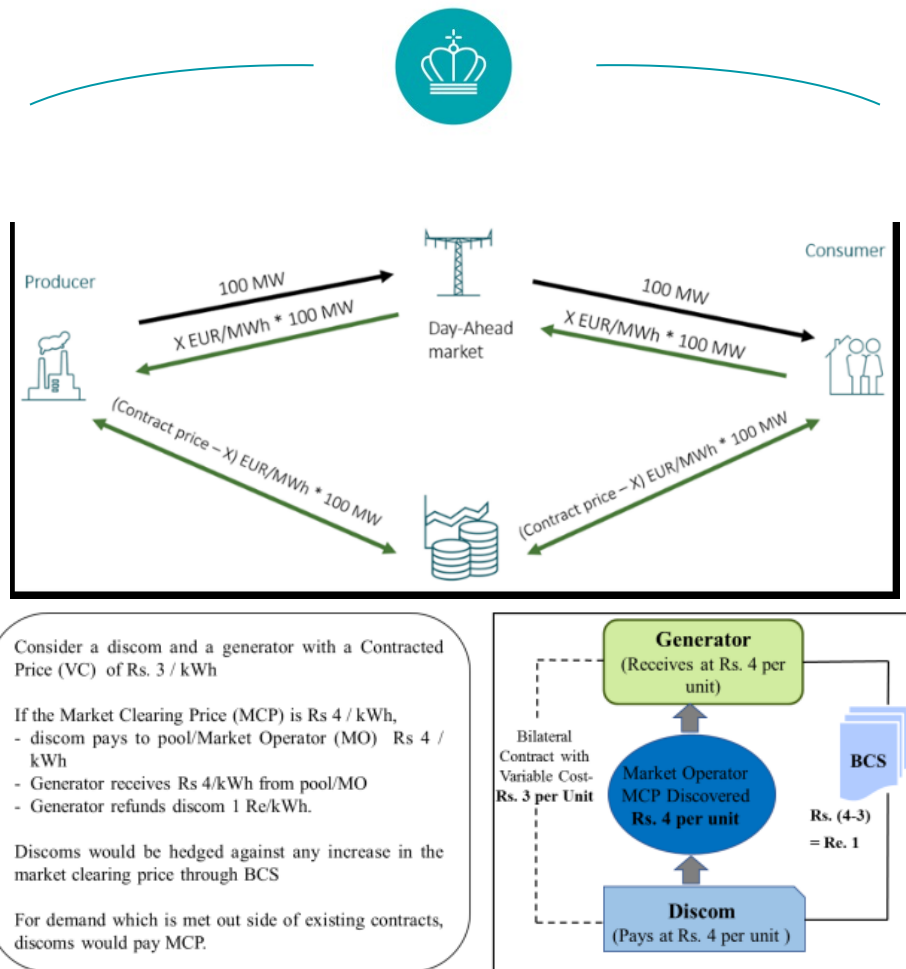 Producer
100 MW
X EUR/MWh * 100 MW
Day-Ahead
market
100 MW
X EUR/MWh * 100 MW
Consumer
(Contract price – X) EUR/MWh * 100 MW
(Contract price – X) EUR/MWh * 100 MW
Consider a discom and a generator with a Contracted
Price (VC) of Rs. 3 / kWh
If the Market Clearing Price (MCP) is Rs 4 / kWh,
- discom pays to pool/Market Operator (MO) Rs 4 /
kWh
- Generator receives Rs 4/kWh from pool/MO
- Generator refunds discom 1 Re/kWh.
Discoms would be hedged against any increase in the
market clearing price through BCS
For demand which is met out side of existing contracts,
discoms would pay MCP.
Generator
(Receives at Rs. 4 per
unit)
Bilateral
Contract with
Variable Cost-
Rs. 3 per Unit
Market Operator
MCP Discovered
Rs. 4 per unit
BCS
Rs. (4-3)
= Re. 1
Discom
(Pays at Rs. 4 per unit )